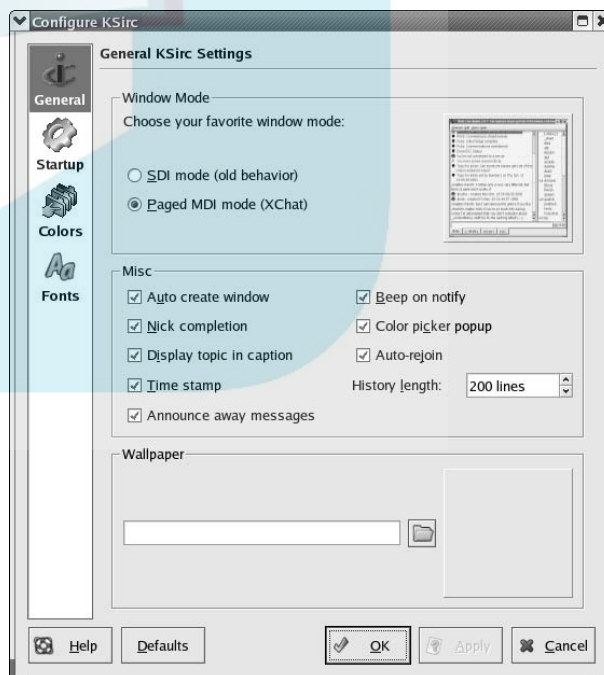 Configure KSirc
General KSirc Settings
General
Startup
Colors
Fonts
Window Mode
Choose your favorite window mode:
SDI mode (old behavior)
Paged MDI mode (XChat)
Misc
Auto create window
Beep on notify
Nick completion
Color picker popup
Display topic in caption
Auto-rejoin
Time stamp
History length: 200 lines
Announce away messages
Wallpaper
Help
Defaults
OK
Apply
Cancel